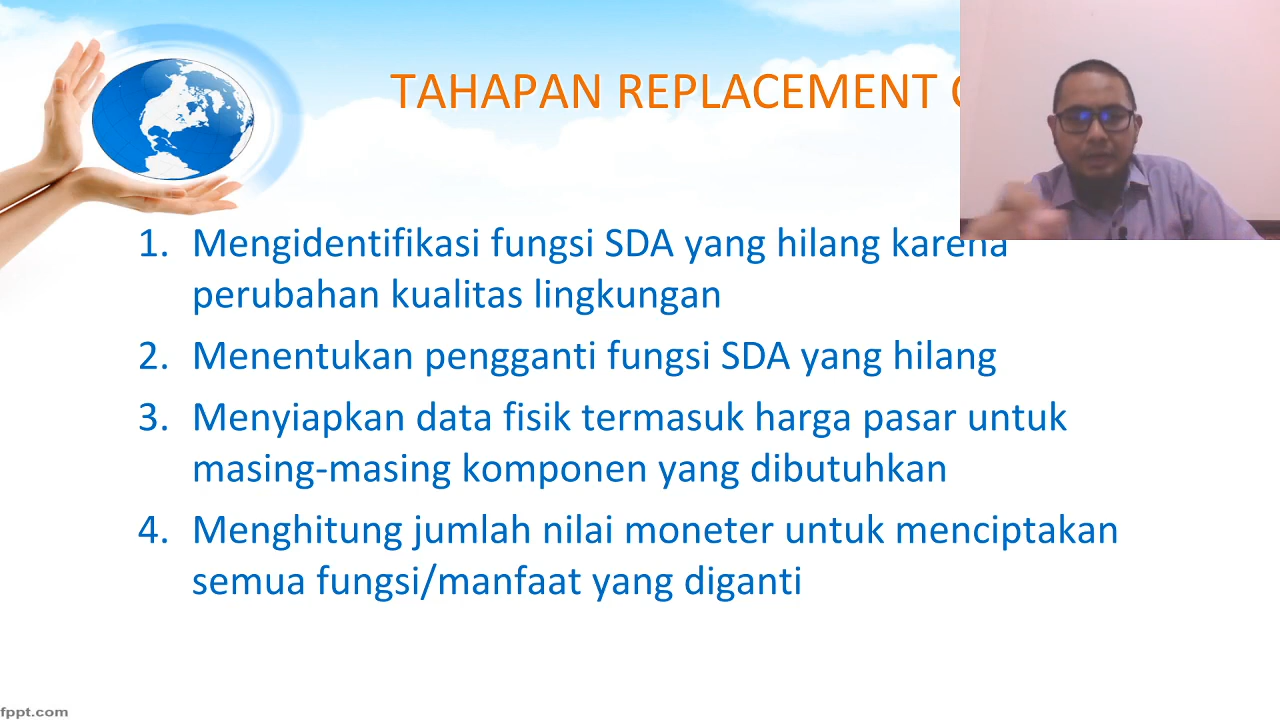 TAHAPAN REPLACEMENT
1. Mengidentifikasi fungsi SDA yang hilang karena
perubahan kualitas lingkungan
2. Menentukan pengganti fungsi SDA yang hilang
3. Menyiapkan data fisik termasuk harga pasar untuk
masing-masing komponen yang dibutuhkan
4. Menghitung jumlah nilai moneter untuk menciptakan
semua fungsi/manfaat yang diganti
fppt.com